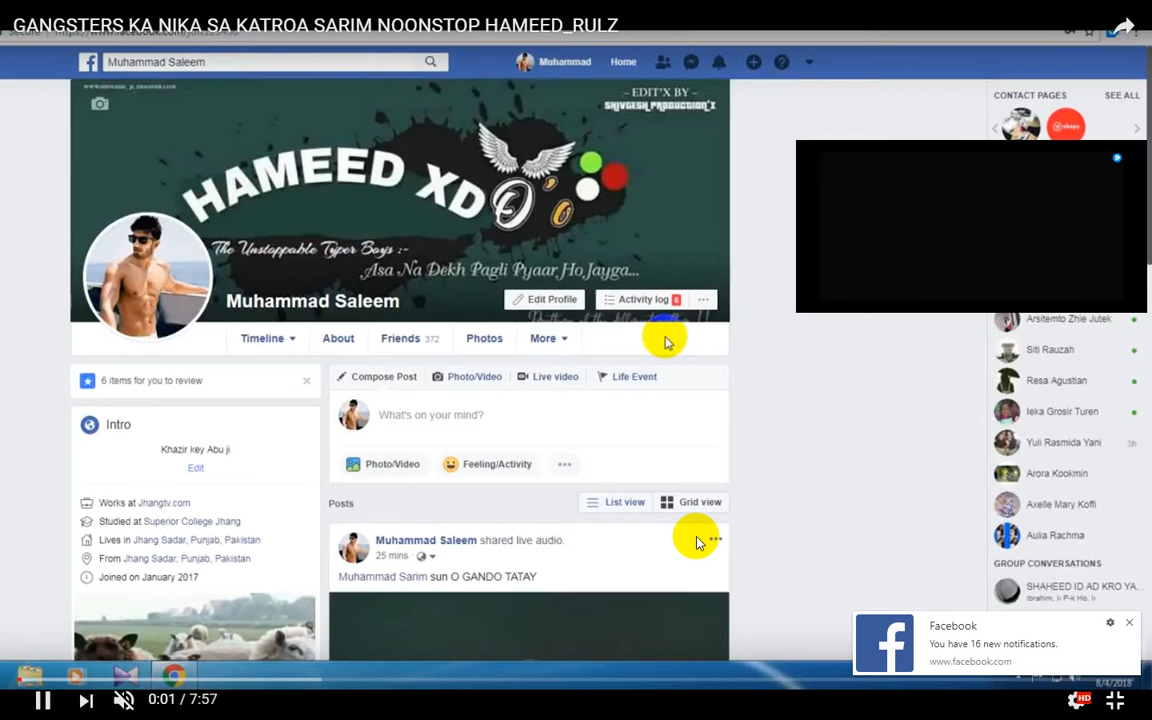 GANGSTERS KA NIKA SA KATROA SARIM NOONSTOP HAMEED_RULZ
Muhammad Saleem
Muhammad Home
CONTACT PAGES SEE ALL
- EDIT'X BY -
SHIVGESH PRODUCTION'Z
HAMEED XD
The Unstoppable Typer Boys :-
Asa Na Dekh Pagli Pyaar Ho Jayga...
Muhammad Saleem
Edit Profile
Activity log 6
Timeline About Friends 372 Photos More
6 items for you to review
Compose Post Photo/Video Live video Life Event
What's on your mind?
Photo/Video Feeling/Activity
Intro
Khazir key Abu ji
Edit
Works at Jhangtv.com
Studied at Superior College Jhang
Lives in Jhang Sadar, Punjab, Pakistan
From Jhang Sadar, Punjab, Pakistan
Joined on January 2017
Posts
List view Grid view
Muhammad Saleem shared live audio.
25 mins
Muhammad Sarim sun O GANDO TATAY
Arsitemto Zhie Jutek
Siti Rauzah
Resa Agustian
Ieka Grosir Turen
Yuli Rasmida Yani 3h
Arora Kookmin
Axelle Mary Koffi
Aulia Rachma
GROUP CONVERSATIONS
SHAHEED ID AD KRO YA...
Facebook
You have 16 new notifications.
www.facebook.com
8/4/2018
0:01 / 7:57
HD